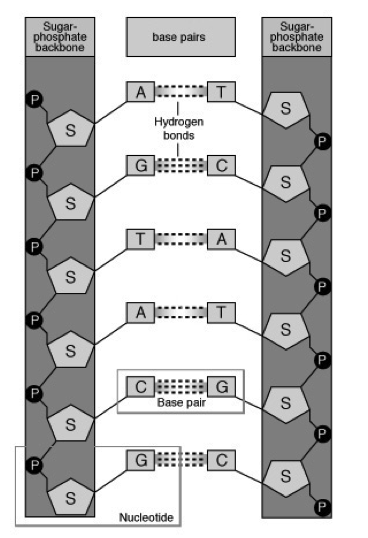 Sugar-
phosphate
backbone
base pairs
Sugar-
phosphate
backbone
P
A T
S S
Hydrogen
bonds
P
P
G C
S S
P
P
T A
S S
P
P
A T
S S
P
P
C G
Base pair
S S
P
P
G C
S S
P
Nucleotide